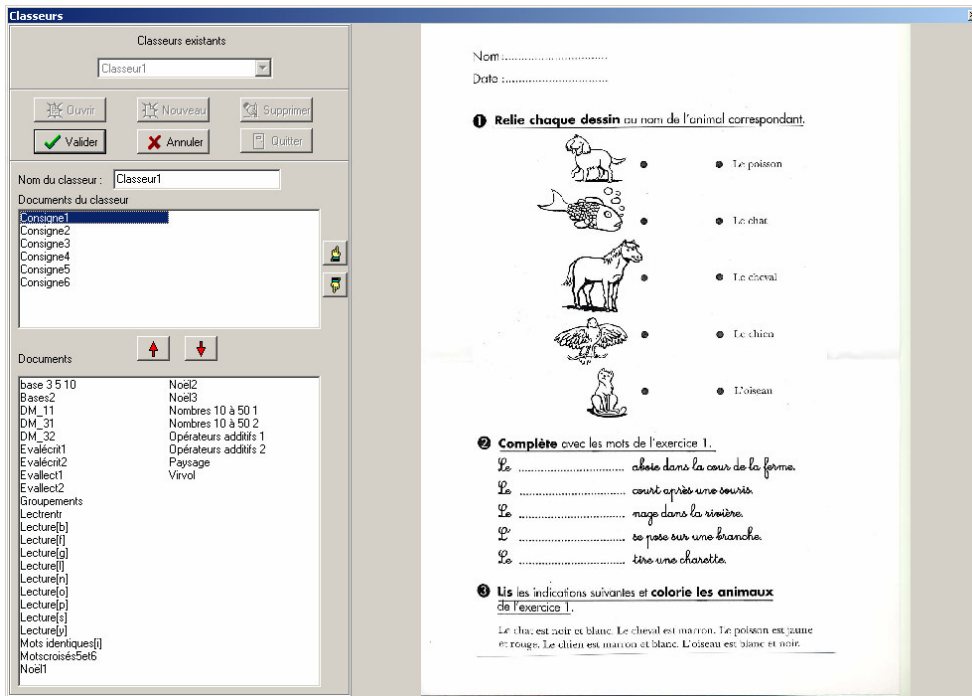 Classeurs
Classeurs existants
Classeur1
Ouvrir
Nouveau
Supprimer
Valider
Annuler
Quitter
Nom du classeur :
Classeur1
Documents du classeur
Consigne1
Consigne2
Consigne3
Consigne4
Consigne5
Consigne6
Documents
base 3 5 10
Bases2
DM_11
DM_31
DM_32
Evalécrit1
Evalécrit2
Evallect1
Evallect2
Groupements
Lectrentr
Lecture[b]
Lecture[f]
Lecture[g]
Lecture[l]
Lecture[n]
Lecture[o]
Lecture[p]
Lecture[s]
Lecture[y]
Mots identiques[i]
Motscroisés5et6
Noël1
Noël2
Noël3
Nombres 10 à 50 1
Nombres 10 à 50 2
Opérateurs additifs 1
Opérateurs additifs 2
Paysage
Virvol
Nom :..............................
Date :..............................
1 Relie chaque dessin au nom de l'animal correspondant.
Le poisson
Le chat
Le cheval
Le chien
L'oiseau
2 Complète avec les mots de l'exercice 1.
Le .............................. aboie dans la cour de la ferme.
Le .............................. court après une souris.
Le .............................. nage dans la rivière.
L' .............................. se pose sur une branche.
Le .............................. tire une charette.
3 Lis les indications suivantes et colorie les animaux
de l'exercice 1.
Le chat est noir et blanc. Le cheval est marron. Le poisson est jaune
et rouge. Le chien est marron et blanc. L'oiseau est blanc et noir.